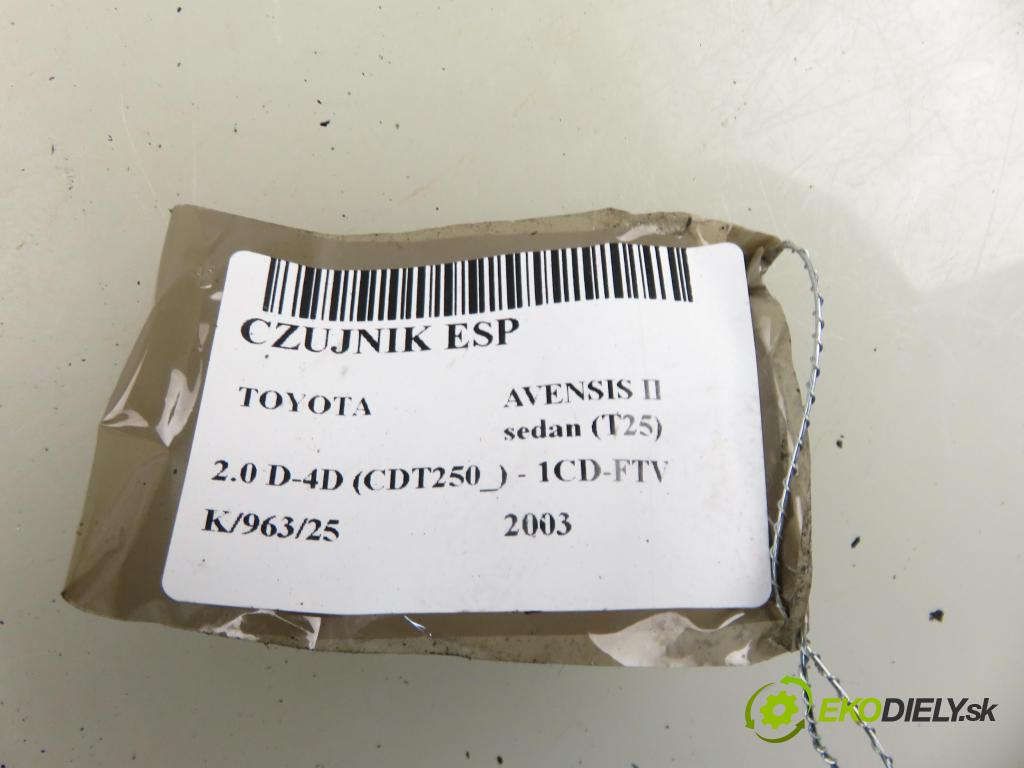 CZUJNIK ESP
TOYOTA AVENSIS II
sedan (T25)
2.0 D-4D (CDT250_) - 1CD-FTV
K/963/25 2003
EKODIELY.sk